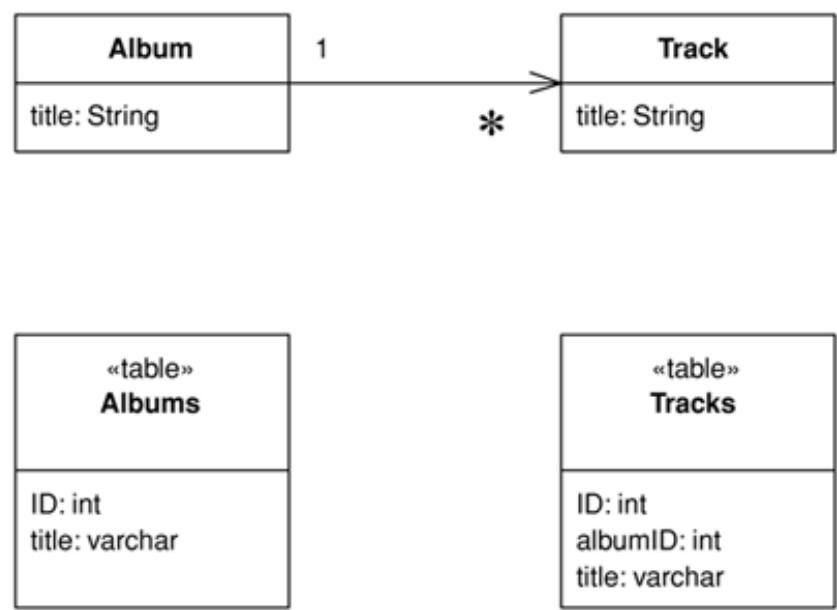 Album
1
Track
title: String
*
title: String
«table»
Albums
«table»
Tracks
ID: int
title: varchar
ID: int
albumID: int
title: varchar